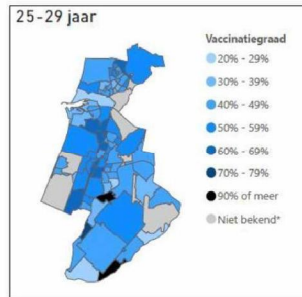 25-29 jaar
Vaccinatiegraad
20% - 29%
30% - 39%
40% - 49%
50% - 59%
60% - 69%
70% - 79%
90% of meer
Niet bekend*